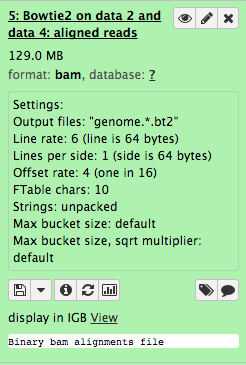 5: Bowtie2 on data 2 and
data 4: aligned reads
129.0 MB
format: bam, database: ?
Settings:
Output files: "genome.*.bt2"
Line rate: 6 (line is 64 bytes)
Lines per side: 1 (side is 64 bytes)
Offset rate: 4 (one in 16)
FTable chars: 10
Strings: unpacked
Max bucket size: default
Max bucket size, sqrt multiplier:
default
display in IGB View
Binary bam alignments file